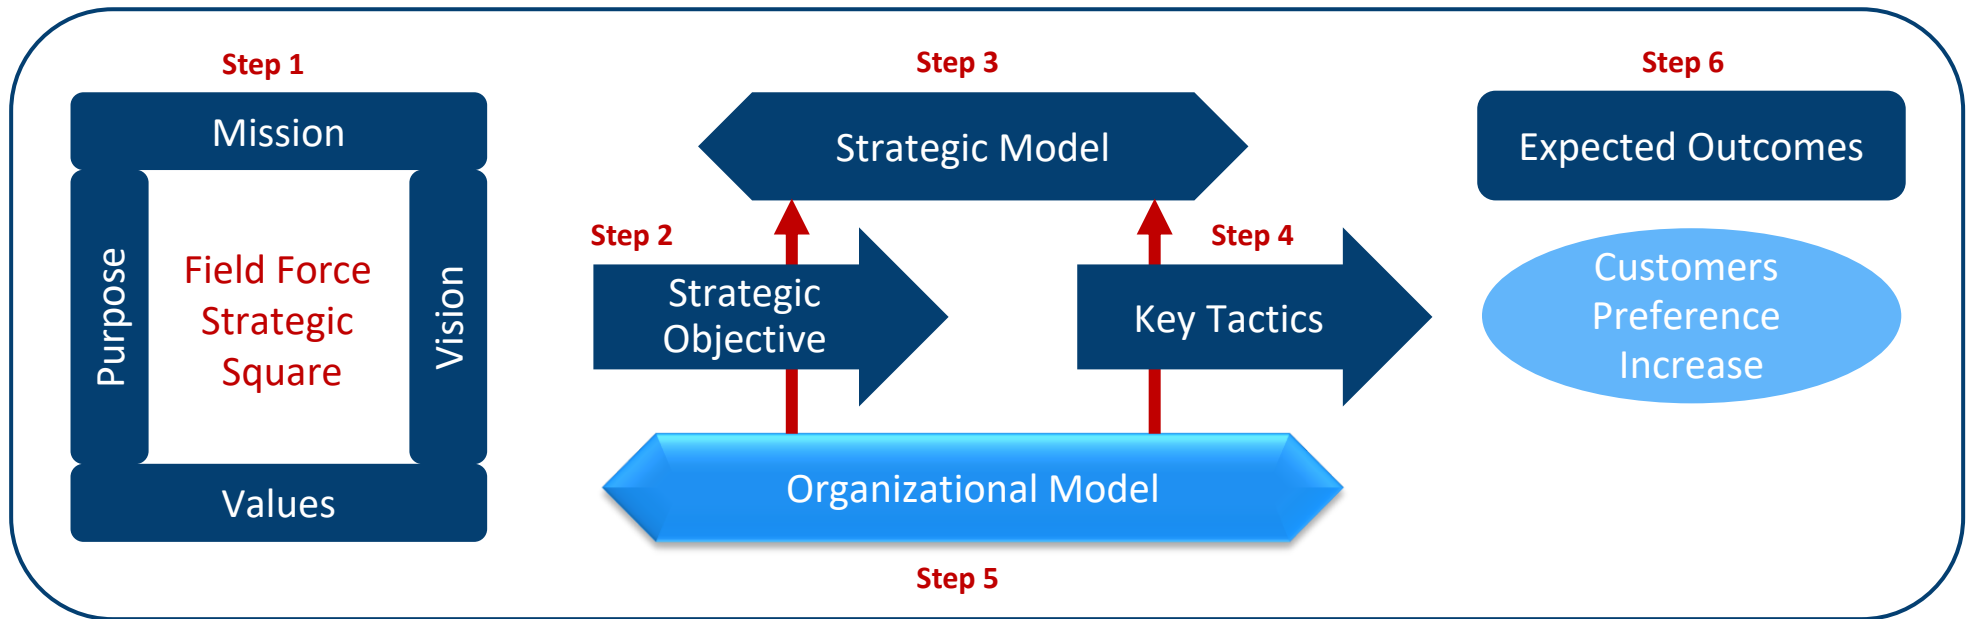 Step 1
Mission
Purpose
Field Force
Strategic
Square
Vision
Values
Step 2
Strategic
Objective
Step 3
Strategic Model
Step 4
Key Tactics
Organizational Model
Step 5
Step 6
Expected Outcomes
Customers
Preference
Increase